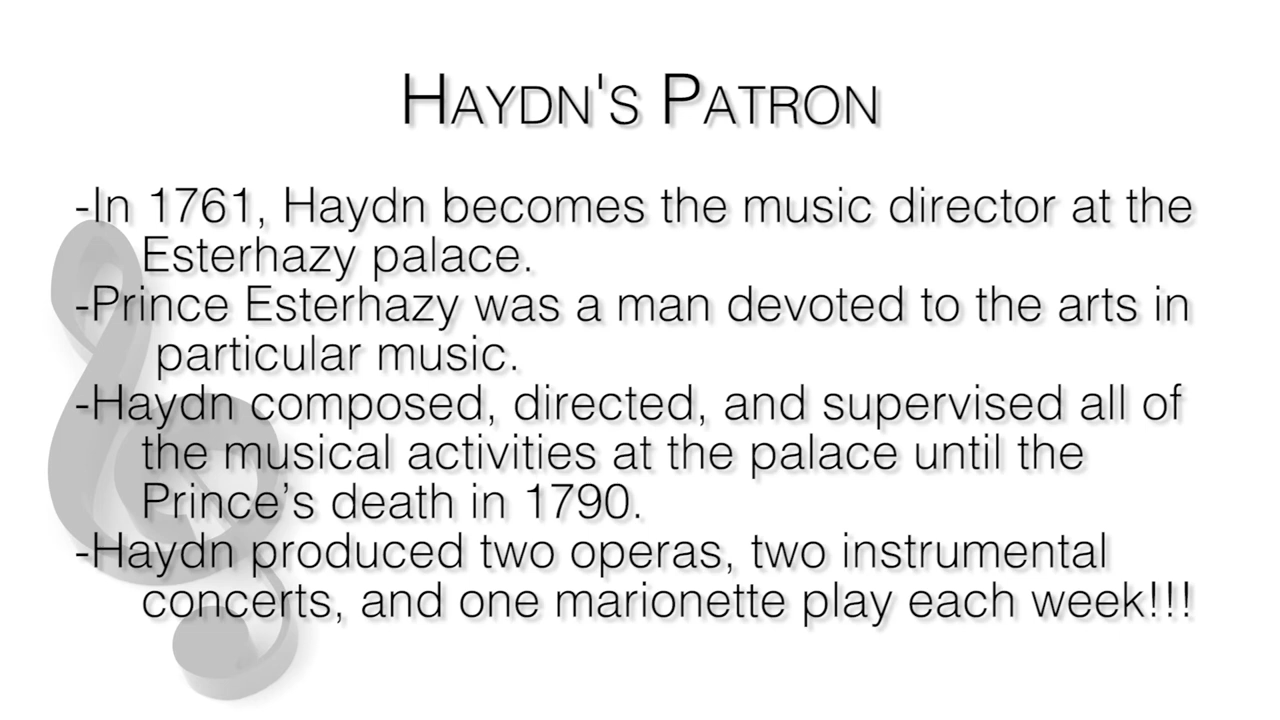 HAYDN'S PATRON
-In 1761, Haydn becomes the music director at the
Esterhazy palace.
-Prince Esterhazy was a man devoted to the arts in
particular music.
-Haydn composed, directed, and supervised all of
the musical activities at the palace until the
Prince’s death in 1790.
-Haydn produced two operas, two instrumental
concerts, and one marionette play each week!!!